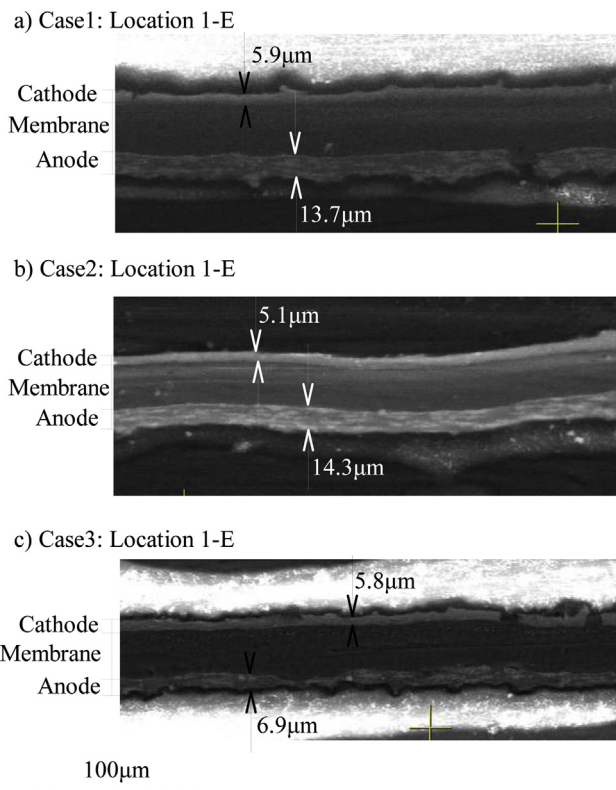 a) Case1: Location 1-E
5.9μm
Cathode
Membrane
Anode
13.7μm
b) Case2: Location 1-E
5.1μm
Cathode
Membrane
Anode
14.3μm
c) Case3: Location 1-E
5.8μm
Cathode
Membrane
Anode
6.9μm
100μm